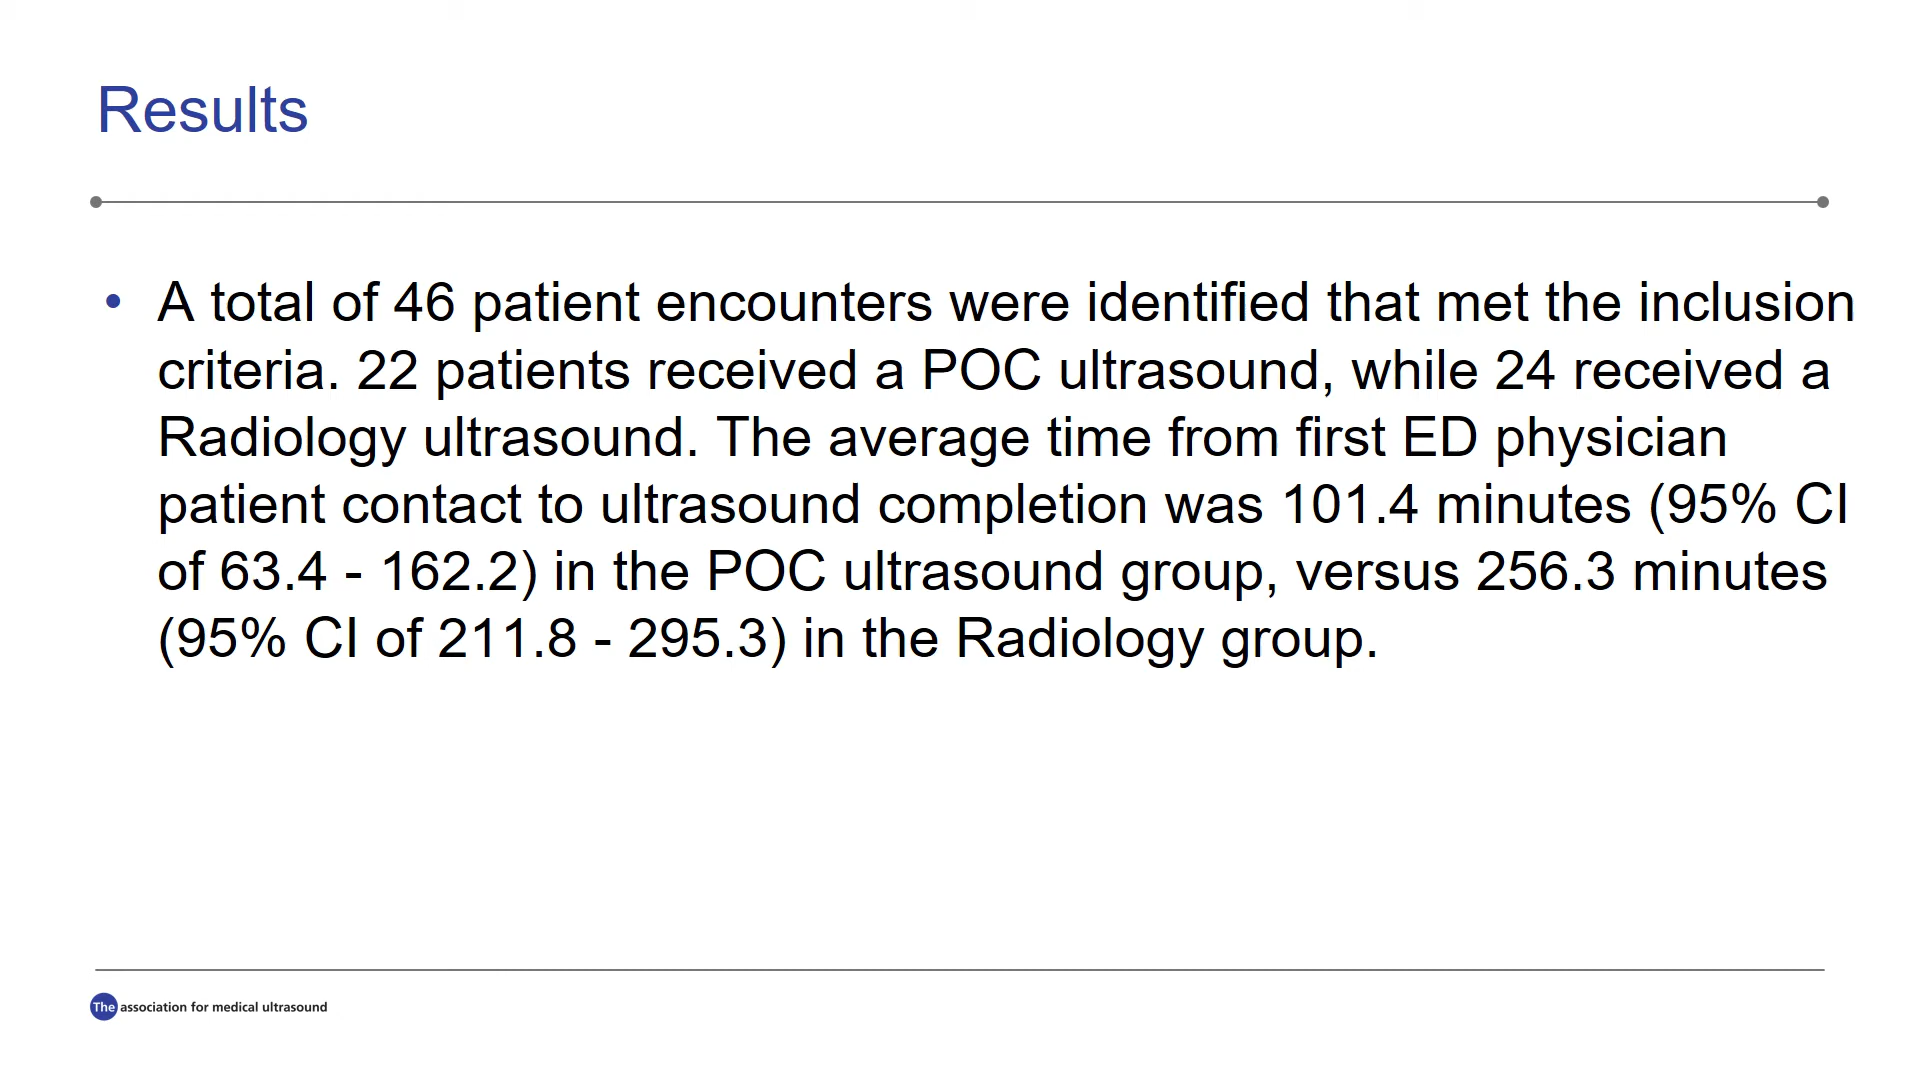 Results
• A total of 46 patient encounters were identified that met the inclusion
criteria. 22 patients received a POC ultrasound, while 24 received a
Radiology ultrasound. The average time from first ED physician
patient contact to ultrasound completion was 101.4 minutes (95% CI
of 63.4 - 162.2) in the POC ultrasound group, versus 256.3 minutes
(95% CI of 211.8 - 295.3) in the Radiology group.
The association for medical ultrasound